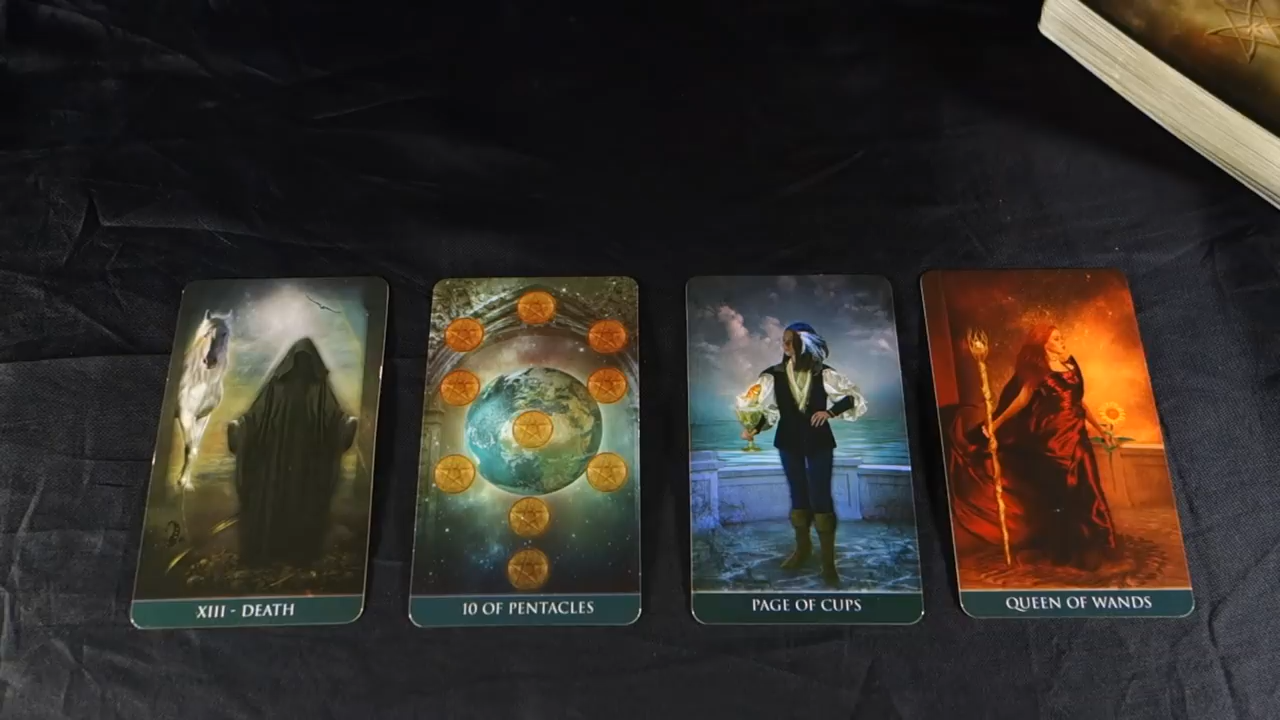 XIII - DEATH
10 OF PENTACLES
PAGE OF CUPS
QUEEN OF WANDS